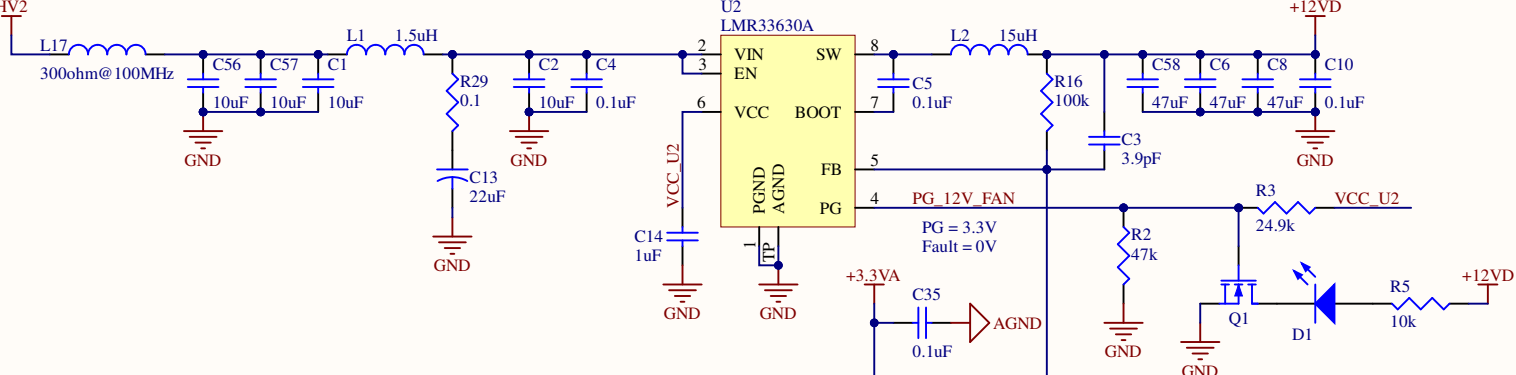 HV2
L17
300ohm@100MHz
C56
10uF
C57
10uF
C1
10uF
GND
L1 1.5uH
R29
0.1
C13
22uF
GND
C2
10uF
C4
0.1uF
GND
VCC_U2
C14
1uF
GND
U2
LMR33630A
2 VIN
3 EN
6 VCC
SW 8
BOOT 7
FB 5
PG 4
PGND
AGND
1
TP
GND
C5
0.1uF
L2 15uH
R16
100k
C3
3.9pF
+12VD
C58
47uF
C6
47uF
C8
47uF
C10
0.1uF
GND
PG_12V_FAN
PG = 3.3V
Fault = 0V
R2
47k
GND
R3
24.9k
VCC_U2
Q1
GND
D1
R5
10k
+12VD
+3.3VA
C35
0.1uF
AGND